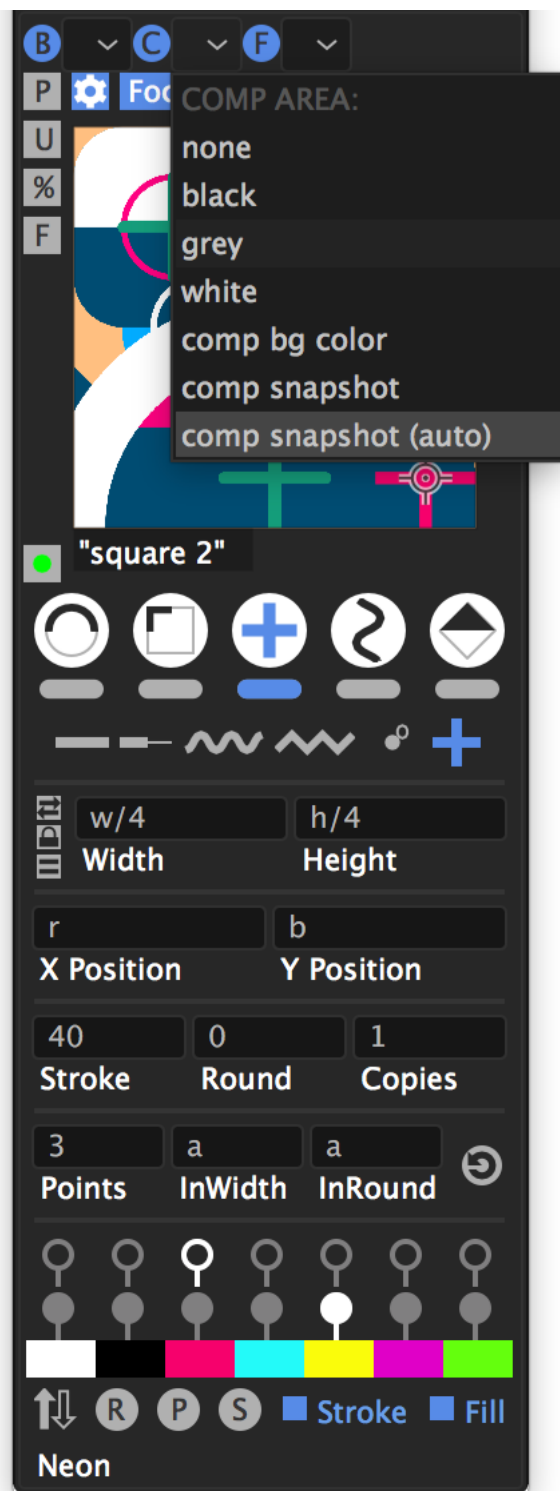 B C F
P Foc
COMP AREA:
U
none
%
black
F
grey
white
comp bg color
comp snapshot
comp snapshot (auto)
"square 2"
w/4 h/4
Width Height
r b
X Position Y Position
40 0 1
Stroke Round Copies
3 a a
Points InWidth InRound
R P S Stroke Fill
Neon